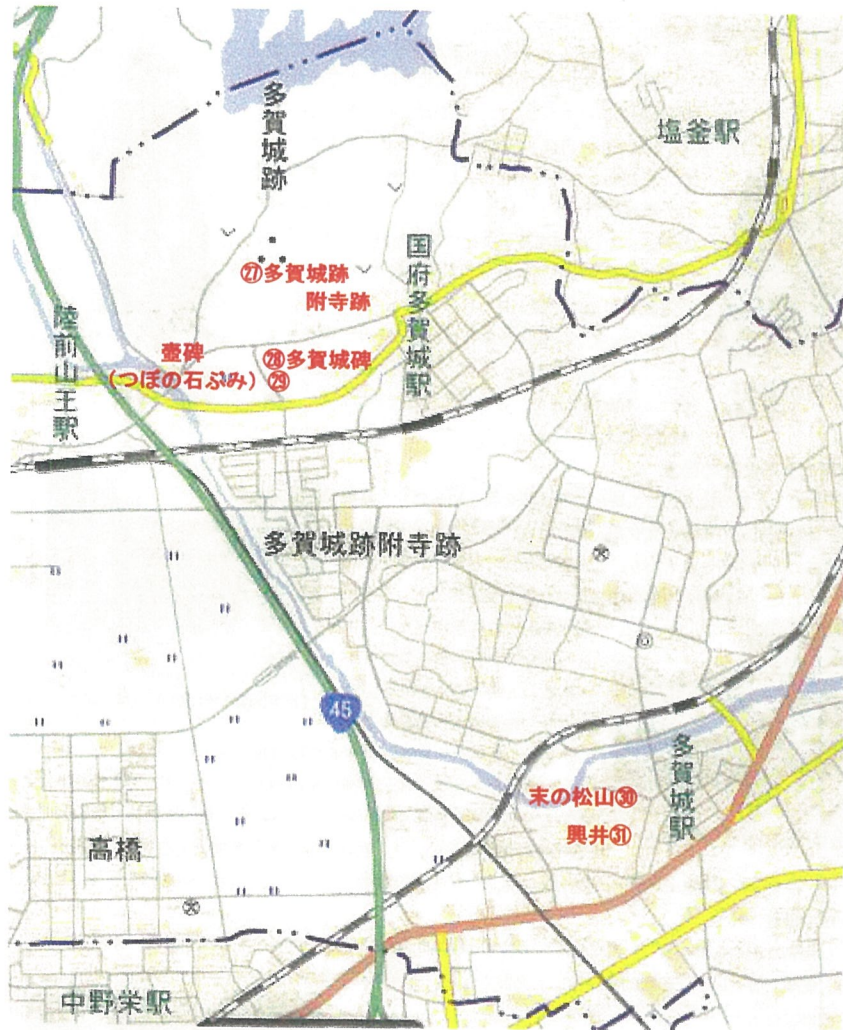 多賀城跡
塩釜駅
国府多賀城駅
㉗多賀城跡
附寺跡
陸前山王駅
壺碑
(つぼの石ぶみ)㉙
㉘多賀城碑
多賀城跡附寺跡
45
多賀城駅
末の松山㉚
興井㉛
高橋
中野栄駅